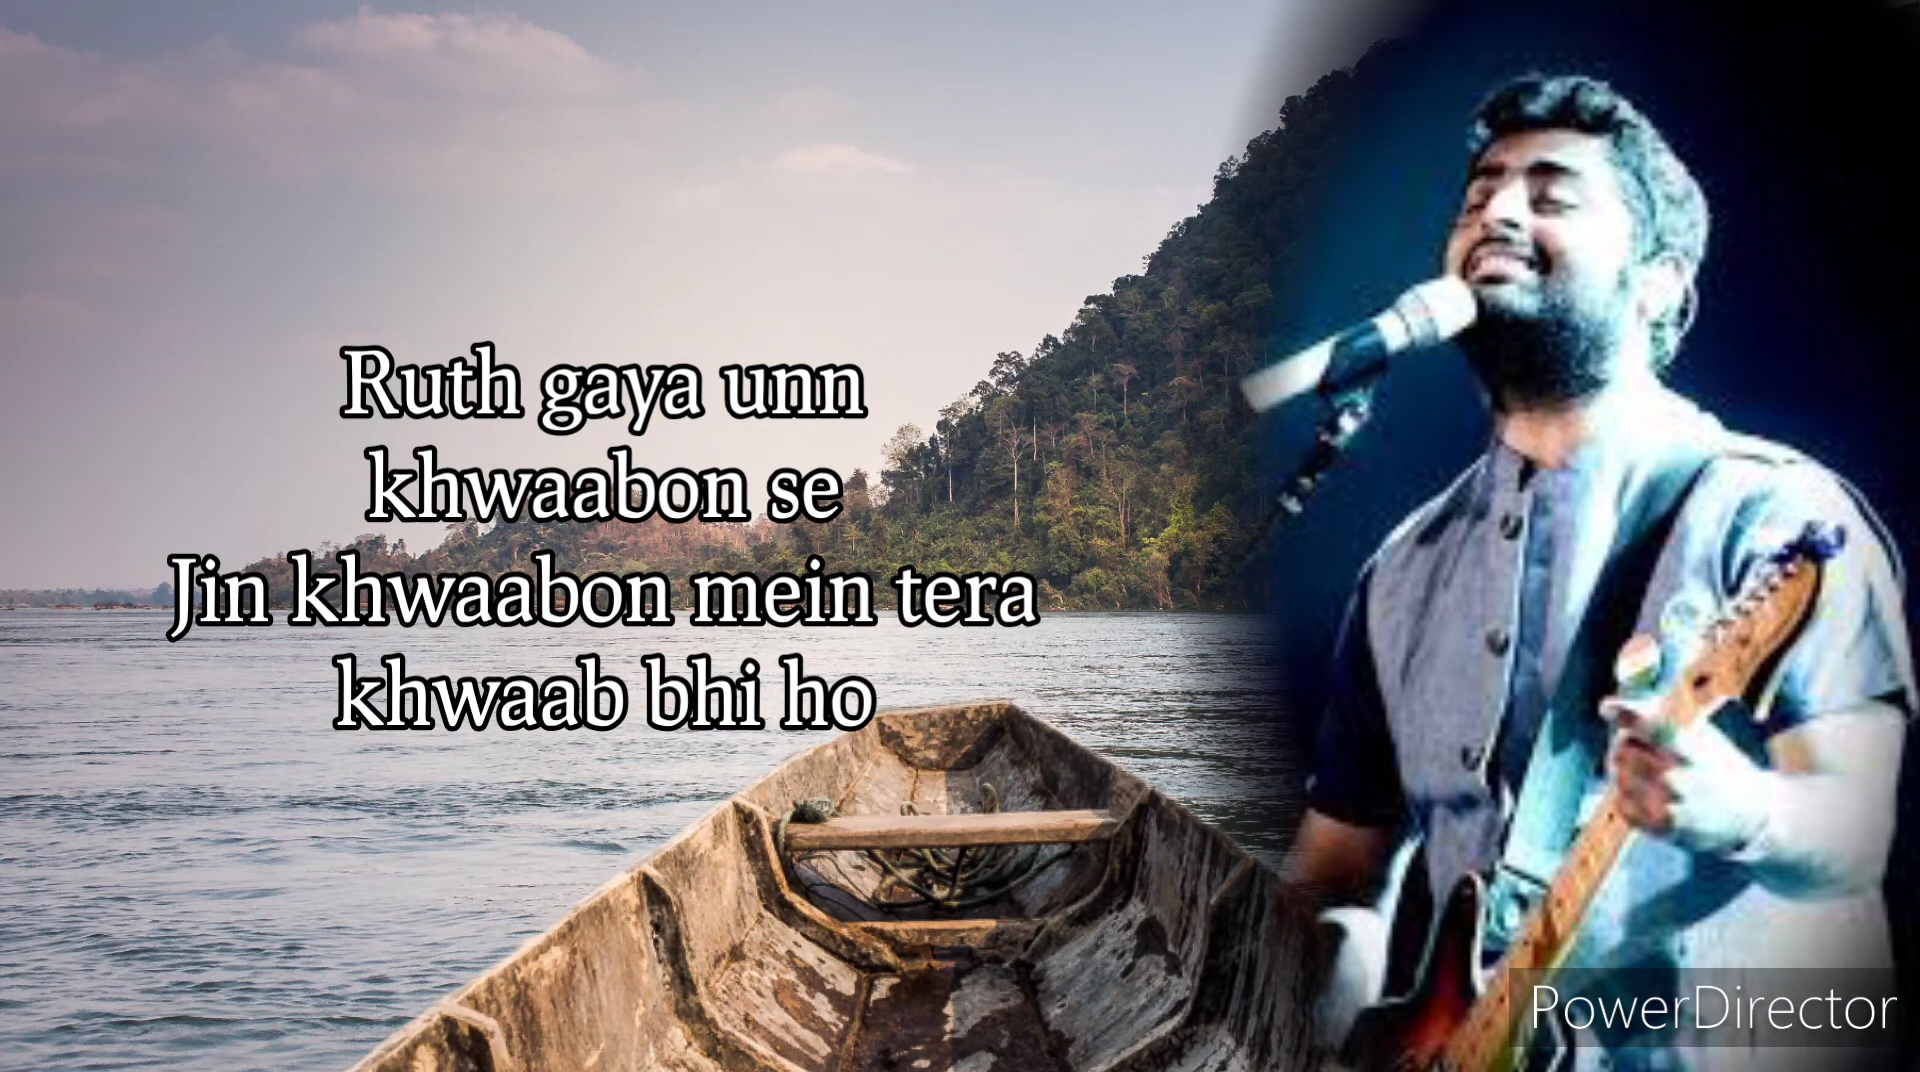 Ruth gaya unn
khwaabon se
Jin khwaabon mein tera
khwaab bhi ho
PowerDirector